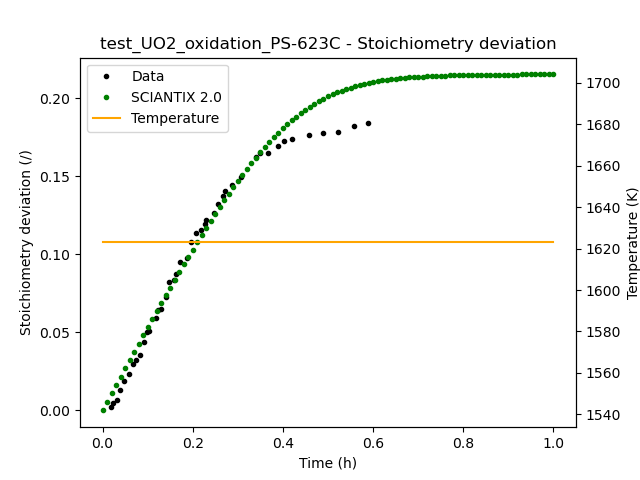 test_UO2_oxidation_PS-623C - Stoichiometry deviation
Data
SCIANTIX 2.0
Temperature
Stoichiometry deviation (/)
0.20
0.15
0.10
0.05
0.00
1700
1680
1660
1640
1620
1600
1580
1560
1540
Temperature (K)
0.0 0.2 0.4 0.6 0.8 1.0
Time (h)